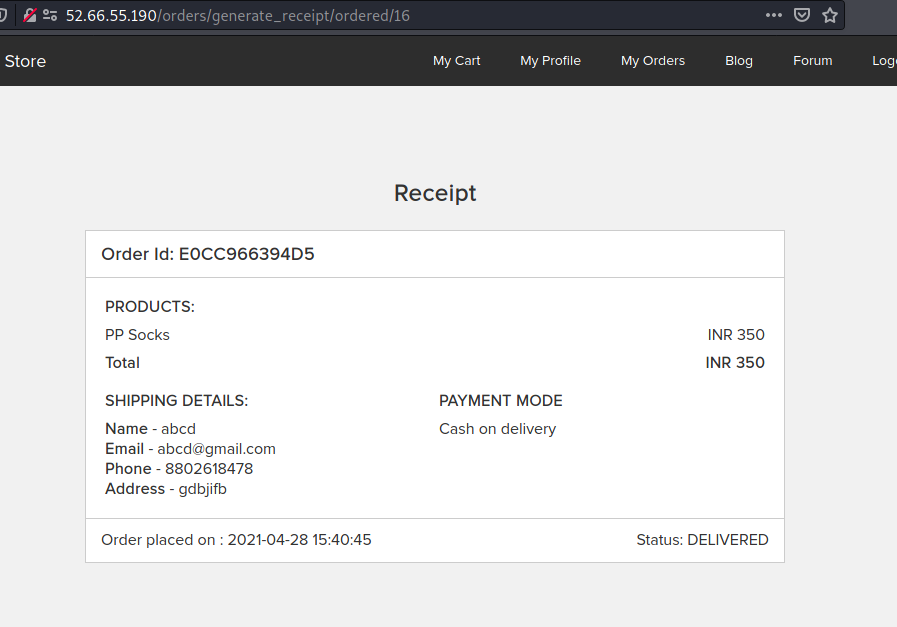 52.66.55.190/orders/generate_receipt/ordered/16
Store My Cart My Profile My Orders Blog Forum Log
Receipt
Order Id: E0CC966394D5
PRODUCTS:
PP Socks INR 350
Total INR 350
SHIPPING DETAILS: PAYMENT MODE
Name - abcd Cash on delivery
Email - abcd@gmail.com
Phone - 8802618478
Address - gdbjifb
Order placed on : 2021-04-28 15:40:45 Status: DELIVERED